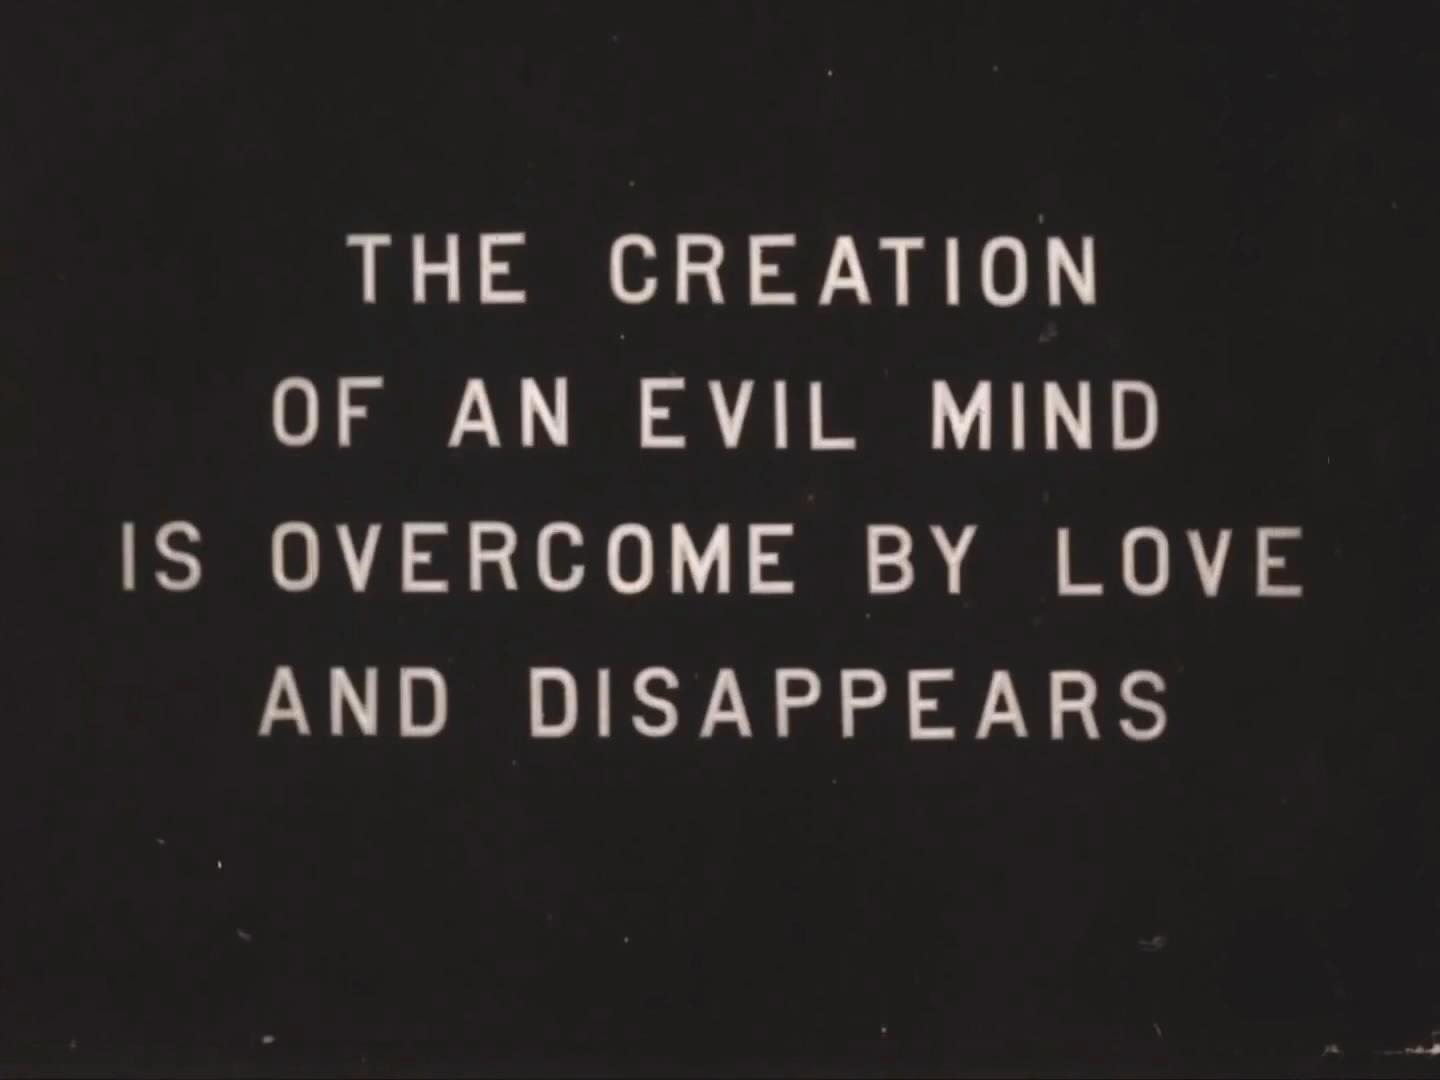 THE CREATION
OF AN EVIL MIND
IS OVERCOME BY LOVE
AND DISAPPEARS